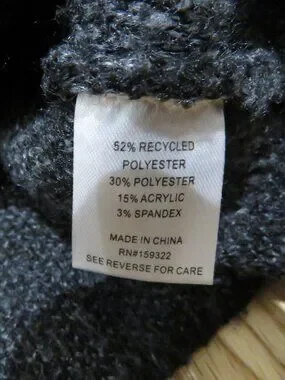 52% RECYCLED
POLYESTER
30% POLYESTER
15% ACRYLIC
3% SPANDEX
MADE IN CHINA
RN#159322
SEE REVERSE FOR CARE